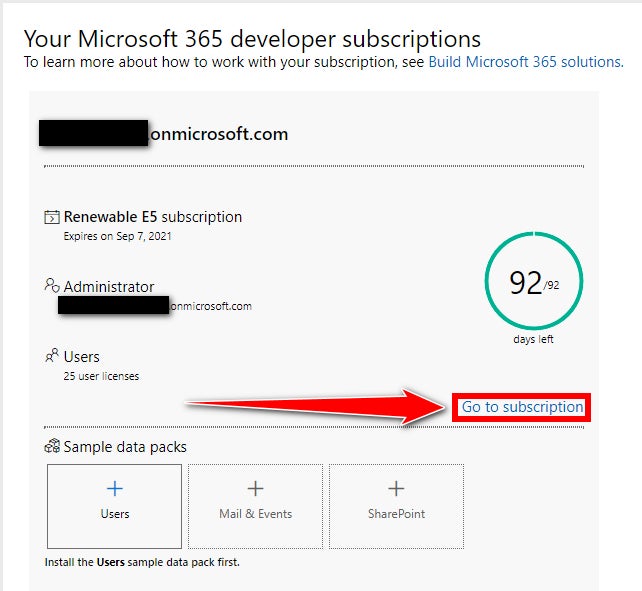 Your Microsoft 365 developer subscriptions
To learn more about how to work with your subscription, see Build Microsoft 365 solutions.
onmicrosoft.com
Renewable E5 subscription
Expires on Sep 7, 2021
Administrator
onmicrosoft.com
92/92
days left
Users
25 user licenses
Go to subscription
Sample data packs
Users
Mail & Events
SharePoint
Install the Users sample data pack first.